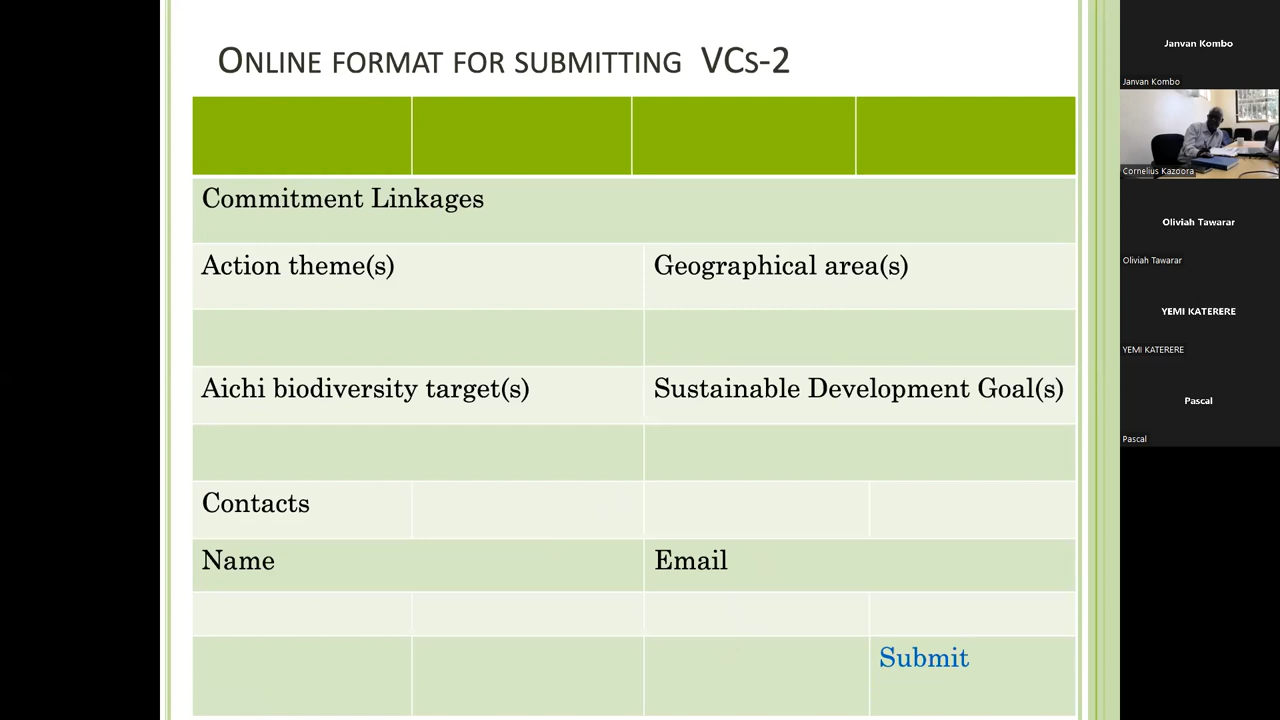 ONLINE FORMAT FOR SUBMITTING VCS-2
Commitment Linkages
Action theme(s) Geographical area(s)
Aichi biodiversity target(s) Sustainable Development Goal(s)
Contacts
Name Email
Submit
Janvan Kombo
Janvan Kombo
Cornelius Kazoora
Oliviah Tawarar
Oliviah Tawarar
YEMI KATERERE
YEMI KATERERE
Pascal
Pascal